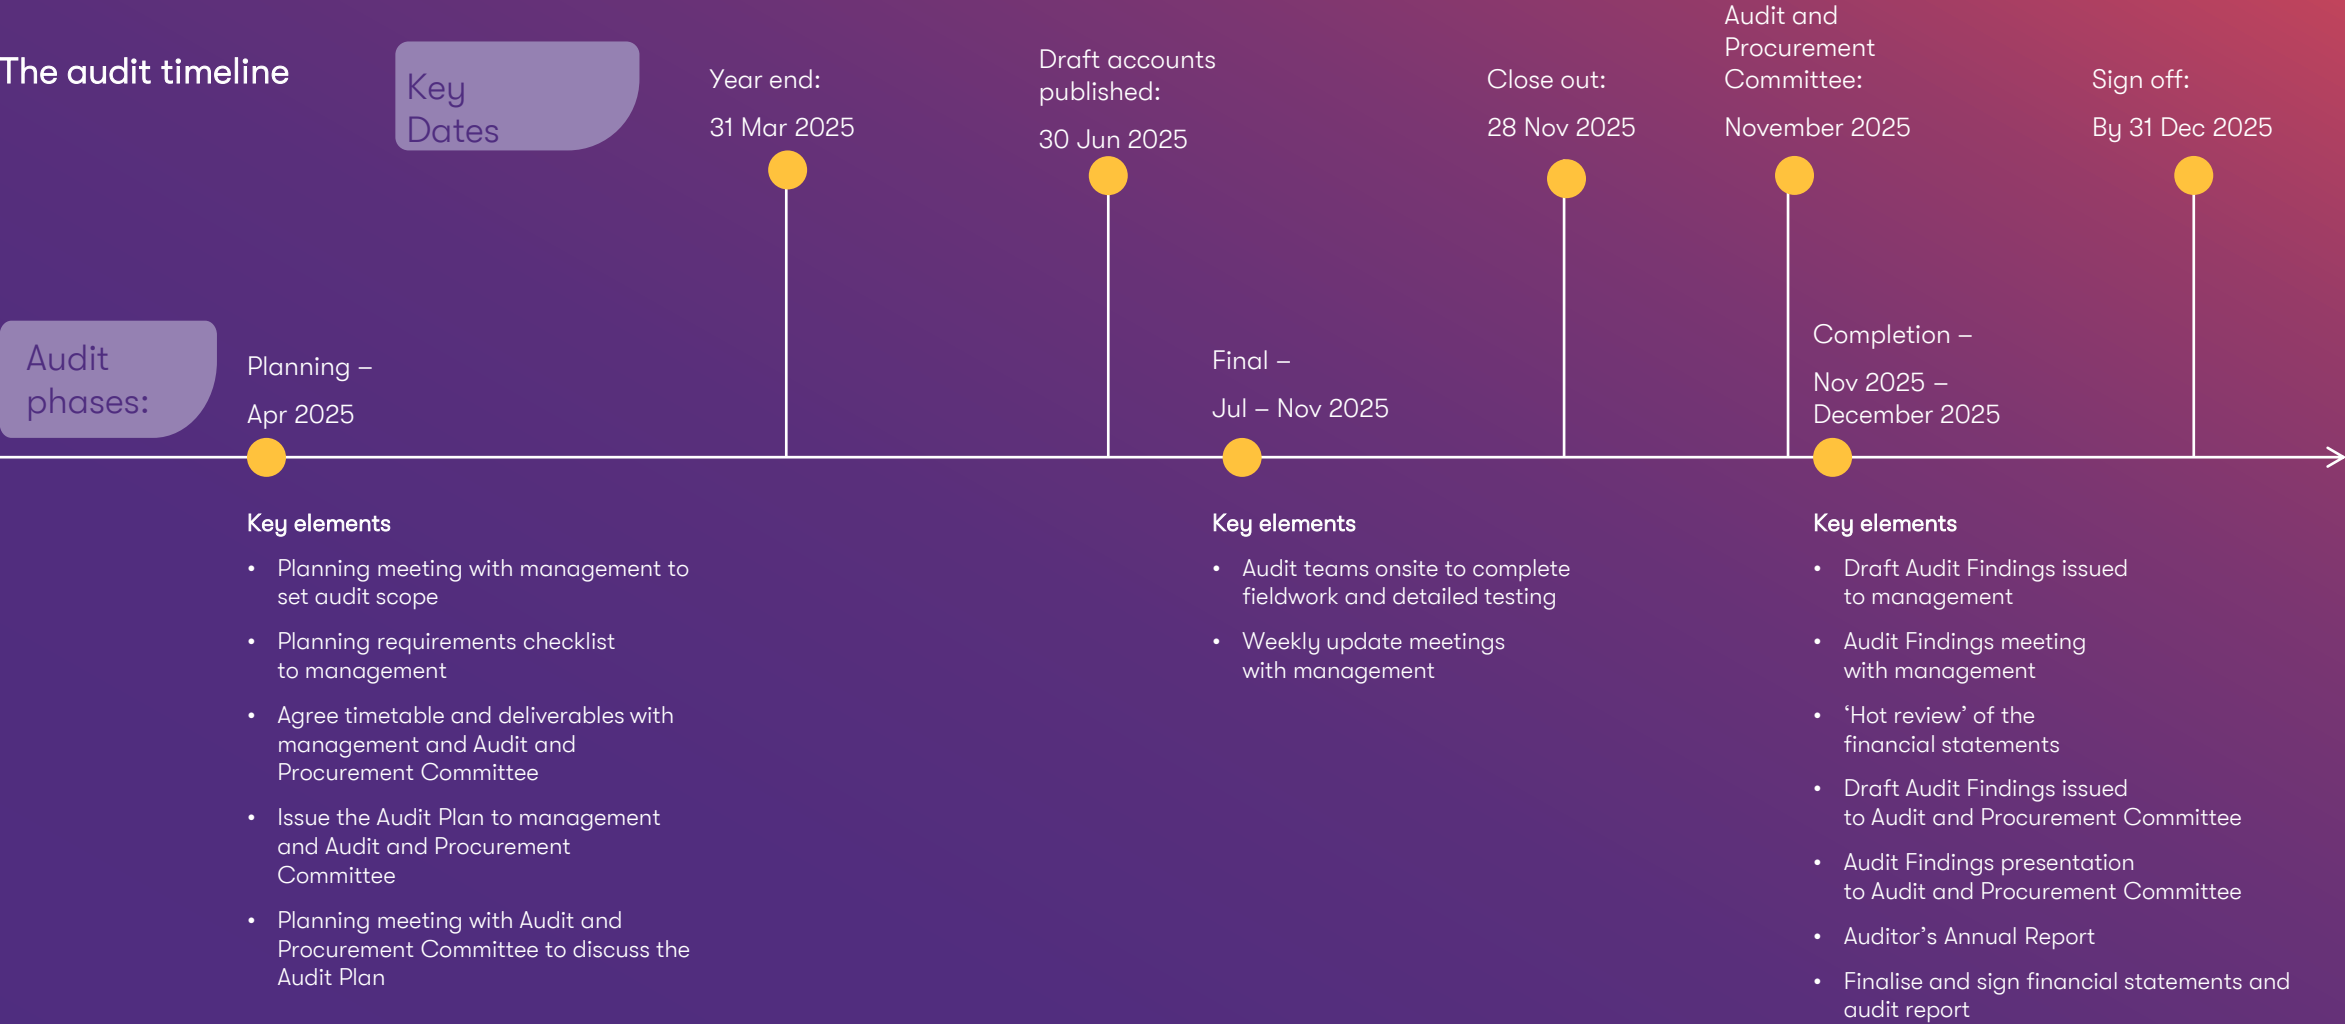 The audit timeline
Key
Dates
Year end:
31 Mar 2025
Draft accounts
published:
30 Jun 2025
Close out:
28 Nov 2025
Audit and
Procurement
Committee:
November 2025
Sign off:
By 31 Dec 2025
Audit
phases:
Planning –
Apr 2025
Final –
Jul – Nov 2025
Completion –
Nov 2025 –
December 2025
Key elements
• Planning meeting with management to
set audit scope
• Planning requirements checklist
to management
• Agree timetable and deliverables with
management and Audit and
Procurement Committee
• Issue the Audit Plan to management
and Audit and Procurement
Committee
• Planning meeting with Audit and
Procurement Committee to discuss the
Audit Plan
Key elements
• Audit teams onsite to complete
fieldwork and detailed testing
• Weekly update meetings
with management
Key elements
• Draft Audit Findings issued
to management
• Audit Findings meeting
with management
• ‘Hot review’ of the
financial statements
• Draft Audit Findings issued
to Audit and Procurement Committee
• Audit Findings presentation
to Audit and Procurement Committee
• Auditor’s Annual Report
• Finalise and sign financial statements and
audit report